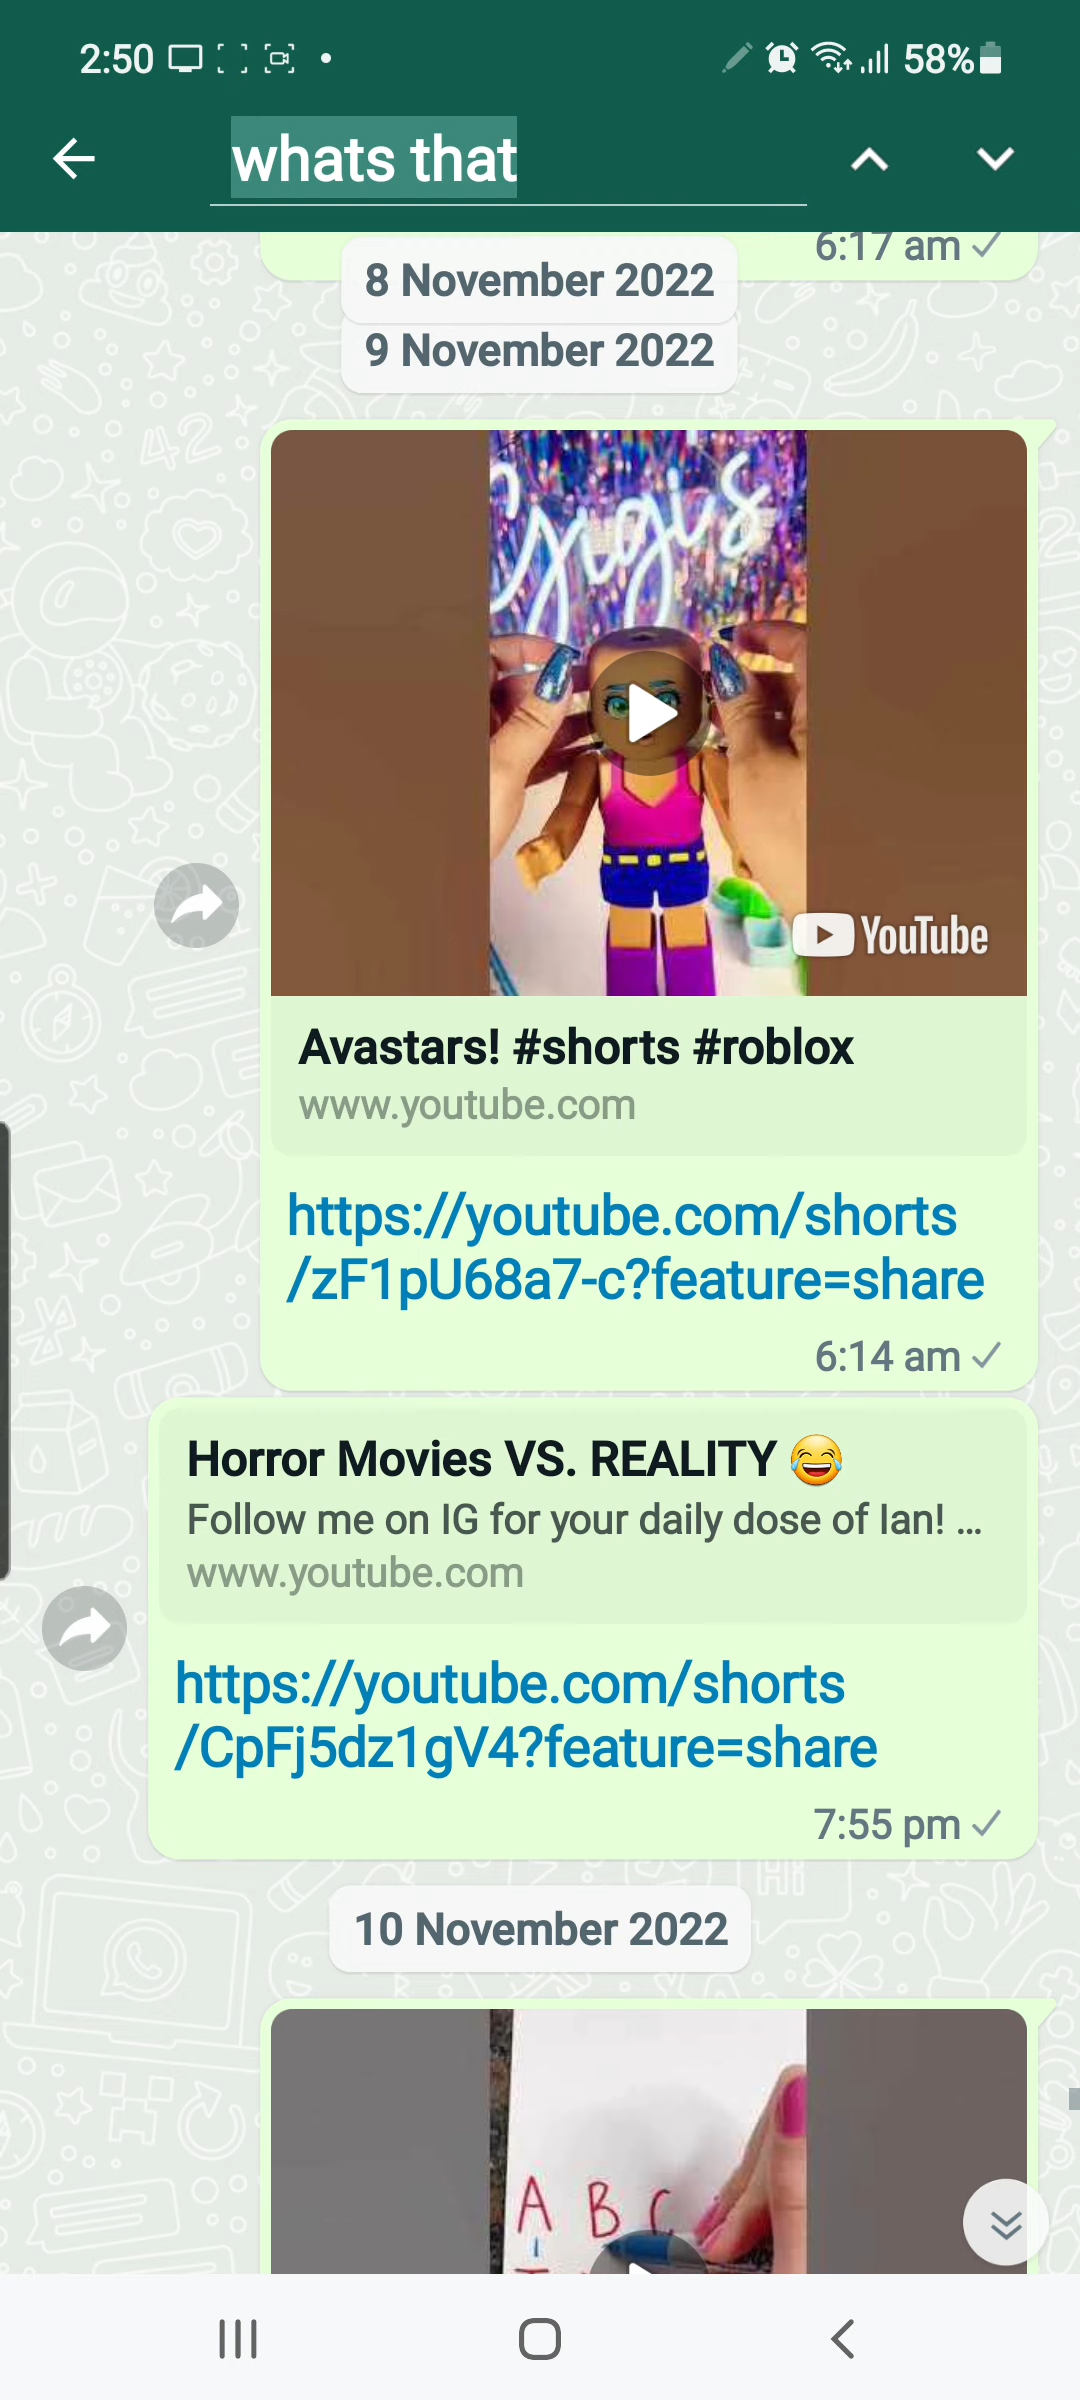 2:50
58%
whats that
6:17 am
8 November 2022
9 November 2022
Gigis
YouTube
Avastars! #shorts #roblox
www.youtube.com
https://youtube.com/shorts
/zF1pU68a7-c?feature=share
6:14 am
Horror Movies VS. REALITY 😂
Follow me on IG for your daily dose of Ian! ...
www.youtube.com
https://youtube.com/shorts
/CpFj5dz1gV4?feature=share
7:55 pm
10 November 2022
A B C